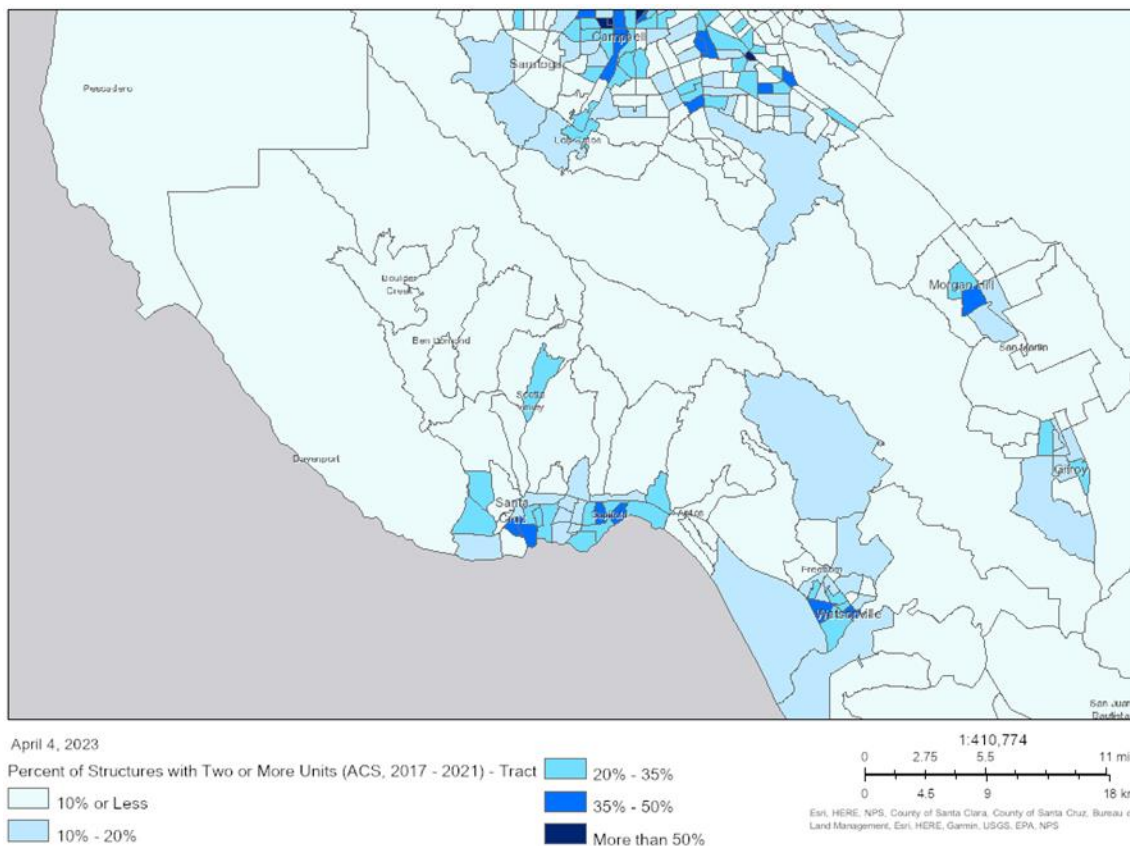 Campbell
Saratoga
Pescadero
Los Gatos
Boulder
Creek
Morgan Hill
Ben Lomond
San Martin
Scotts
Valley
Davenport
Gilroy
Santa
Cruz
Capitola
Aptos
Freedom
Watsonville
San Juan
Bautista
April 4, 2023
Percent of Structures with Two or More Units (ACS, 2017 - 2021) - Tract
10% or Less
10% - 20%
20% - 35%
35% - 50%
More than 50%
1:410,774
0 2.75 5.5 11 mi
0 4.5 9 18 km
Esri, HERE, NPS, County of Santa Clara, County of Santa Cruz, Bureau
Land Management, Esri, HERE, Garmin, USGS, EPA, NPS